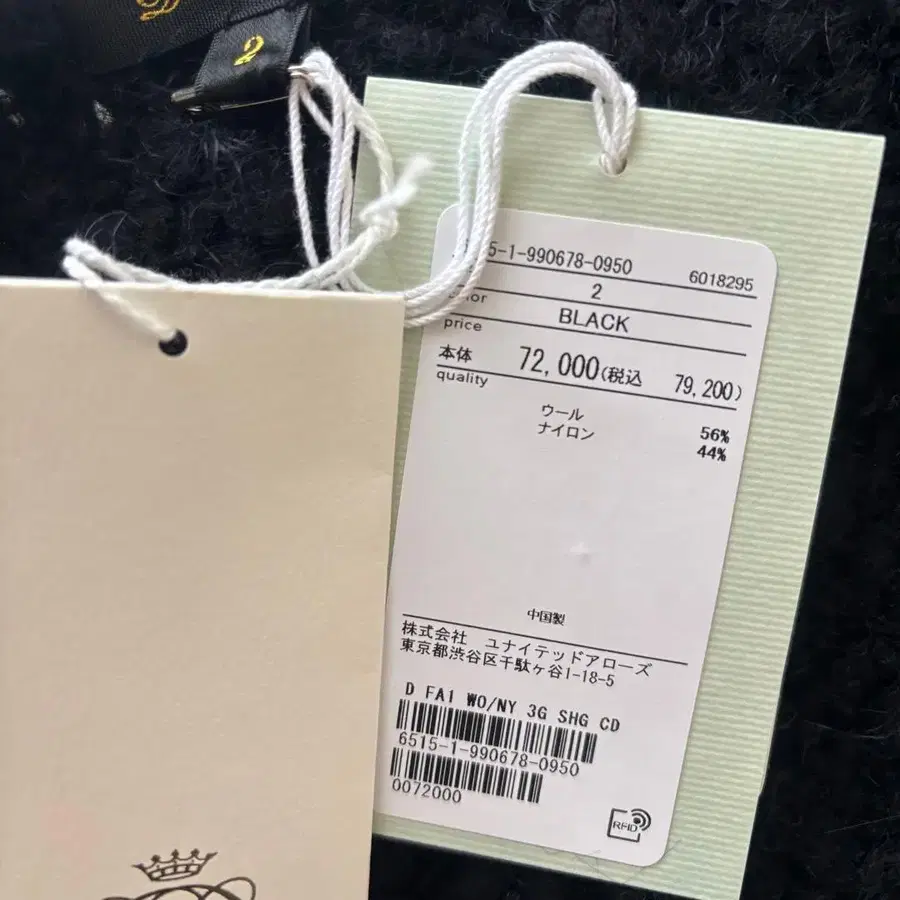 2
5-1-990678-0950 6018295
2
BLACK
price
本体 72,000(税込 79,200)
quality
ウール 56%
ナイロン 44%
中国製
株式会社 ユナイテッドアローズ
東京都渋谷区千駄ヶ谷1-18-5
D FA1 WO/NY 3G SHG CD
6515-1-990678-0950
0072000
RFID